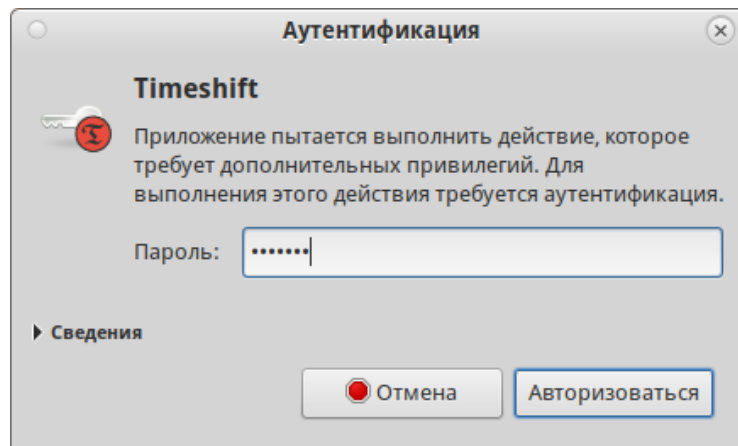 Аутентификация
Timeshift
Приложение пытается выполнить действие, которое
требует дополнительных привилегий. Для
выполнения этого действия требуется аутентификация.
Пароль: •••••••
Сведения
Отмена
Авторизоваться